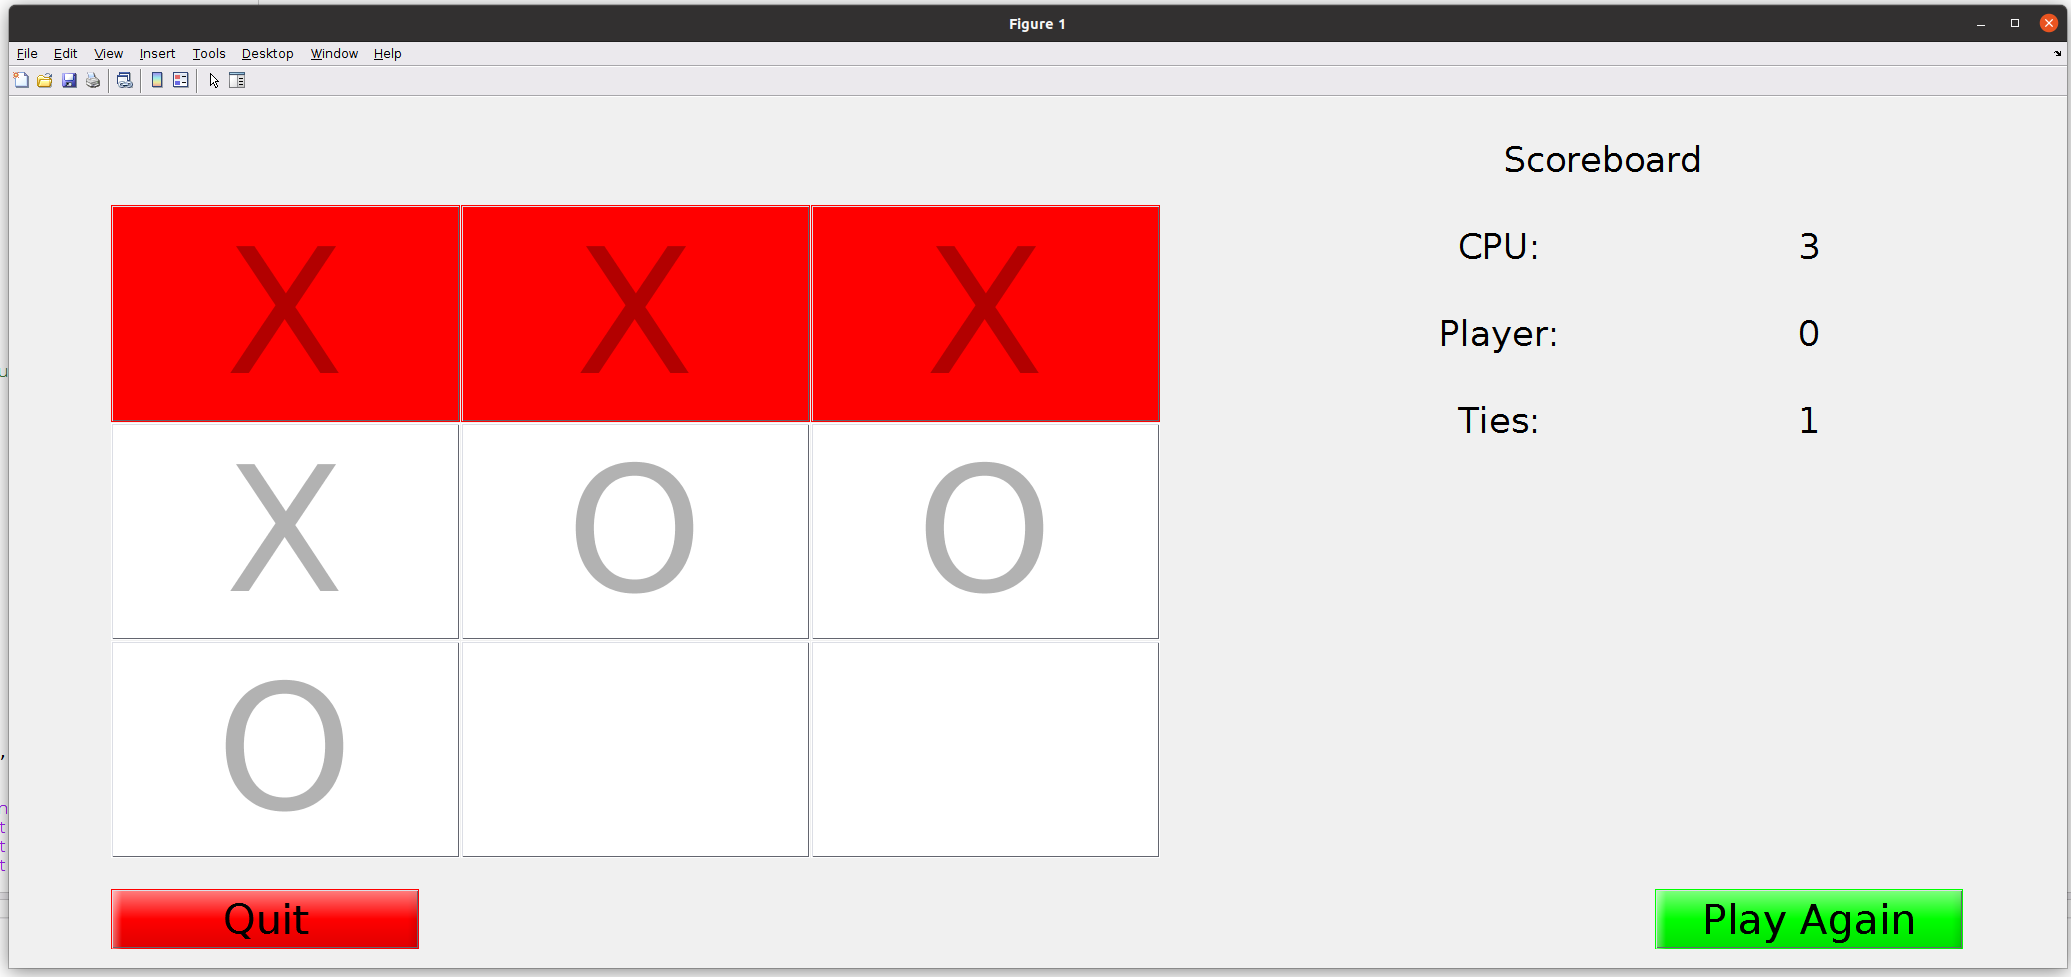 Figure 1
File Edit View Insert Tools Desktop Window Help
Scoreboard
CPU: 3
Player: 0
Ties: 1
X X X
X O O
O
Quit
Play Again